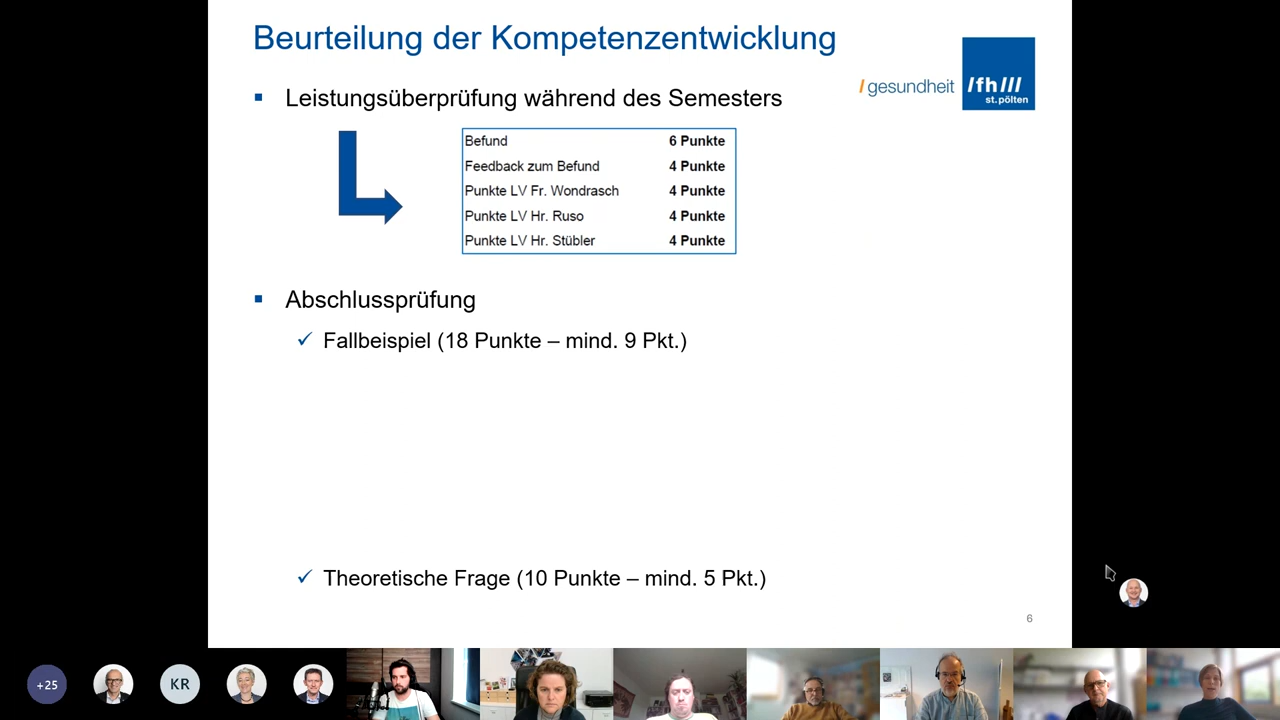 Beurteilung der Kompetenzentwicklung
/ gesundheit
/fh///
st.pölten
Leistungsüberprüfung während des Semesters
Befund 6 Punkte
Feedback zum Befund 4 Punkte
Punkte LV Fr. Wondrasch 4 Punkte
Punkte LV Hr. Ruso 4 Punkte
Punkte LV Hr. Stübler 4 Punkte
Abschlussprüfung
Fallbeispiel (18 Punkte – mind. 9 Pkt.)
Theoretische Frage (10 Punkte – mind. 5 Pkt.)
6
+25
KR